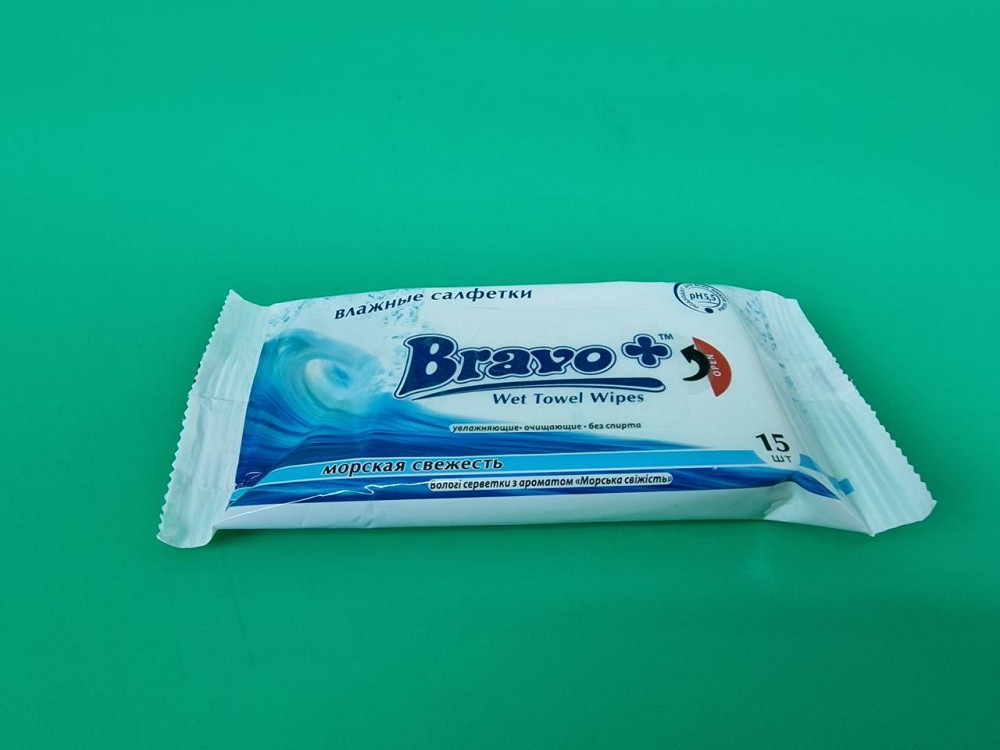 влажные салфетки
pH5,5
Bravo +™
OPEN
Wet Towel Wipes
увлажняющие • очищающие • без спирта
15
шт
морская свежесть
Вологі серветки з ароматом «Морська свіжість»